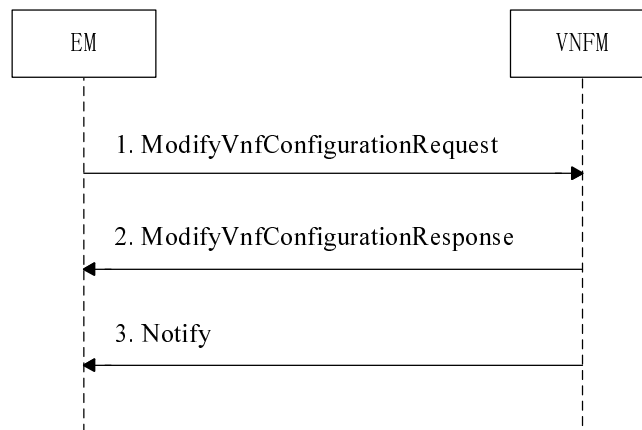 EM
VNFM
1. ModifyVnfConfigurationRequest
2. ModifyVnfConfigurationResponse
3. Notify